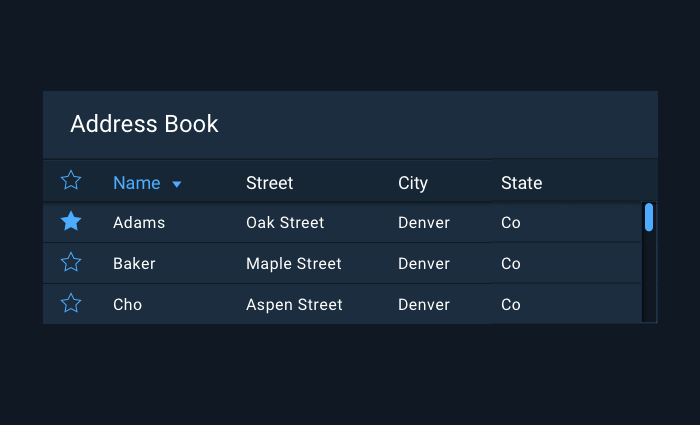 Address Book
Name Street City State
Adams Oak Street Denver Co
Baker Maple Street Denver Co
Cho Aspen Street Denver Co